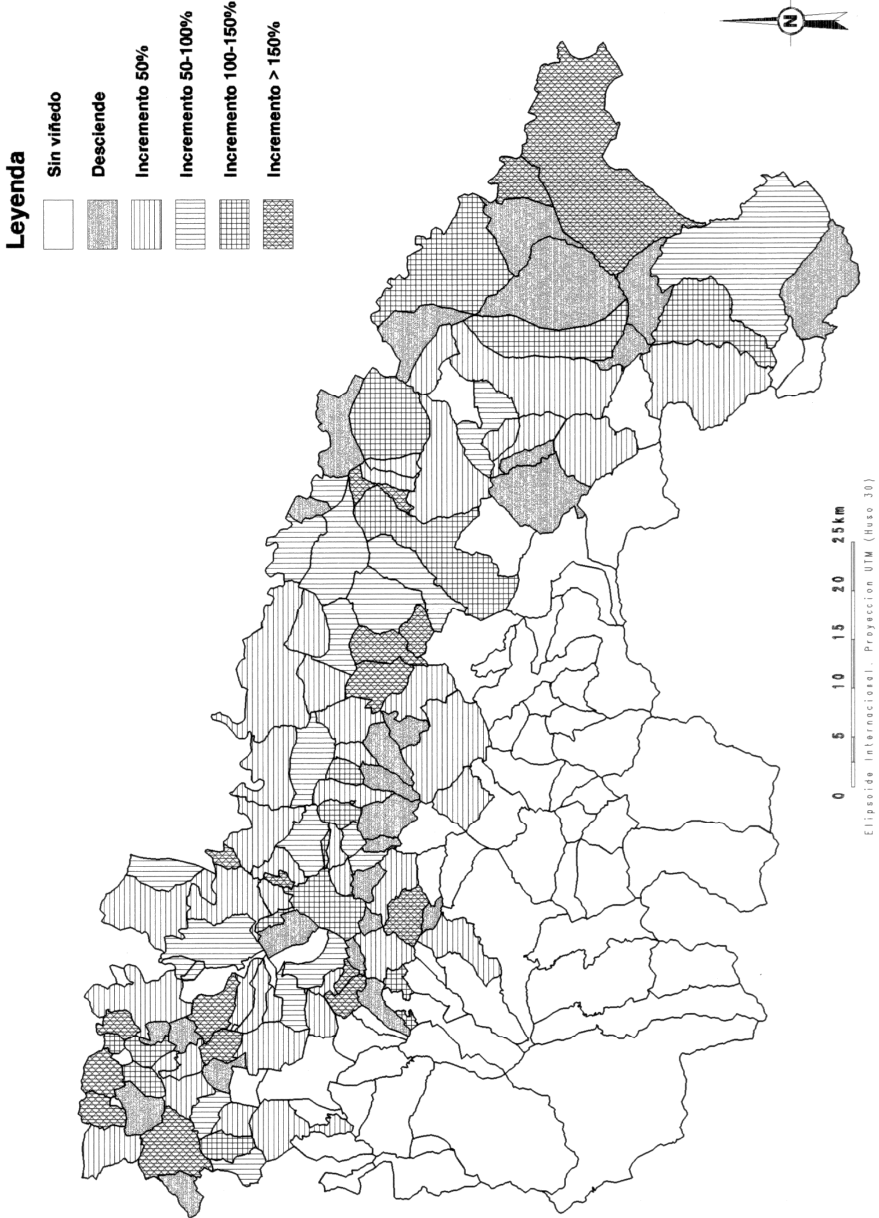 Leyenda
Sin viñedo
Desciende
Incremento 50%
Incremento 50-100%
Incremento 100-150%
Incremento > 150%
N
0 5 10 15 20 25km
Elipsoide Internacional. Proyeccion UTM (Huso 30)